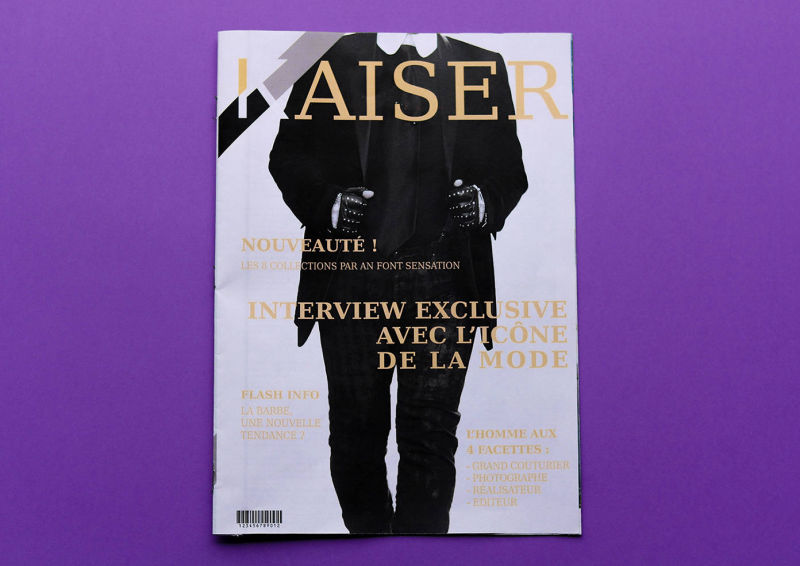 KAISER
NOUVEAUTÉ !
LES 8 COLLECTIONS PAR AN FONT SENSATION
INTERVIEW EXCLUSIVE
AVEC L'ICÔNE
DE LA MODE
FLASH INFO
LA BARBE,
UNE NOUVELLE
TENDANCE ?
L'HOMME AUX
4 FACETTES :
- GRAND COUTURIER
- PHOTOGRAPHE
- RÉALISATEUR
- ÉDITEUR
123456789012